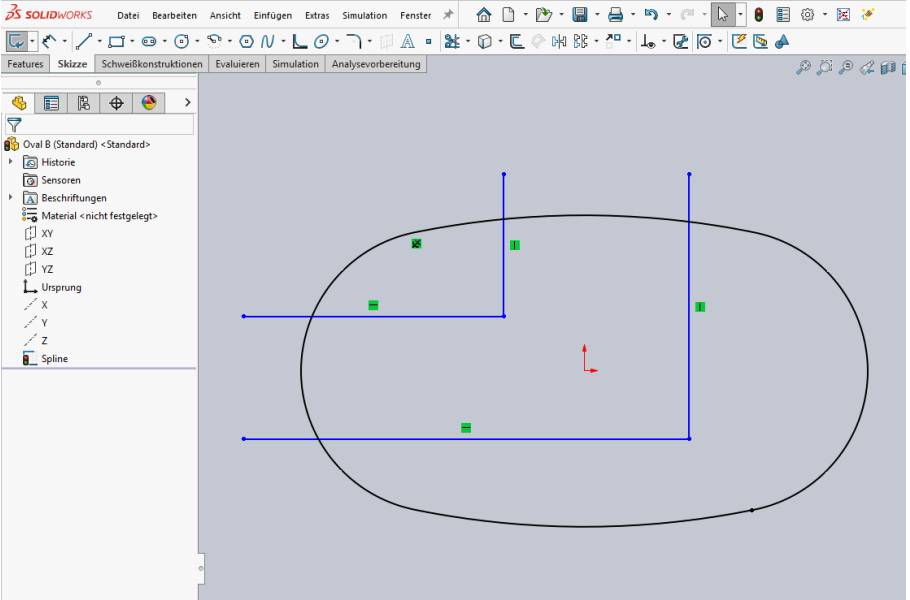 SOLIDWORKS Datei Bearbeiten Ansicht Einfügen Extras Simulation Fenster
Features Skizze Schweißkonstruktionen Evaluieren Simulation Analysevorbereitung
Oval B (Standard) <Standard>
Historie
Sensoren
Beschriftungen
Material <nicht festgelegt>
XY
XZ
YZ
Ursprung
X
Y
Z
Spline